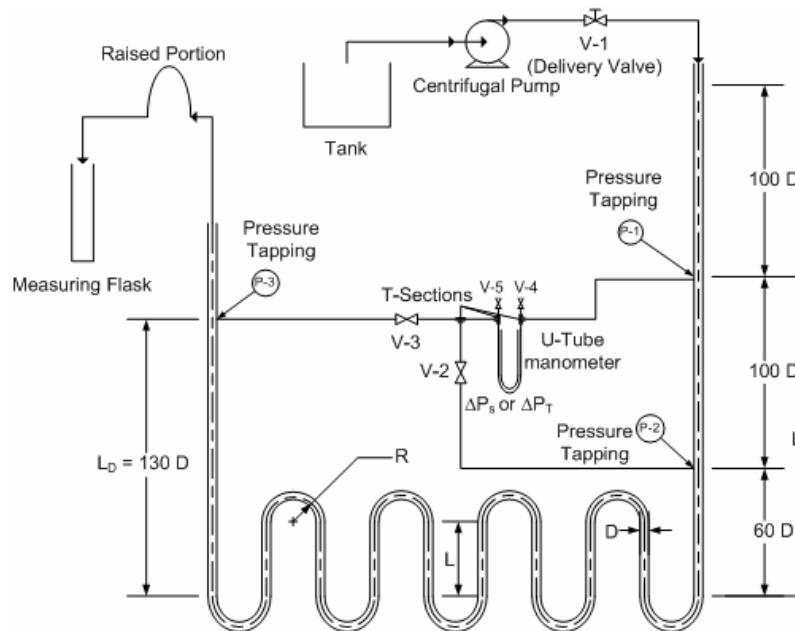 Raised Portion
V-1
(Delivery Valve)
Centrifugal Pump
Tank
100 D
Pressure
Tapping
P-1
Measuring Flask
Pressure
Tapping
P-3
T-Sections
V-5
V-4
V-3
U-Tube
manometer
V-2
100 D
ΔPs or ΔPT
Pressure
Tapping
P-2
L
LD = 130 D
R
L
D
60 D